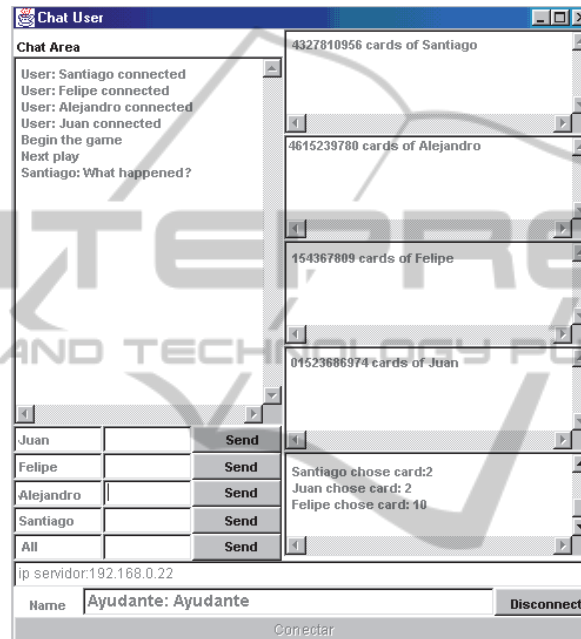 Chat User
Chat Area
User: Santiago connected
User: Felipe connected
User: Alejandro connected
User: Juan connected
Begin the game
Next play
Santiago: What happened?
4327810956 cards of Santiago
4615239780 cards of Alejandro
154367809 cards of Felipe
01523686974 cards of Juan
Santiago chose card:2
Juan chose card: 2
Felipe chose card: 10
Juan Send
Felipe Send
Alejandro Send
Santiago Send
All Send
ip servidor:192.168.0.22
Name Ayudante: Ayudante Disconnect
Conectar
AND TECHNOLOGY PU